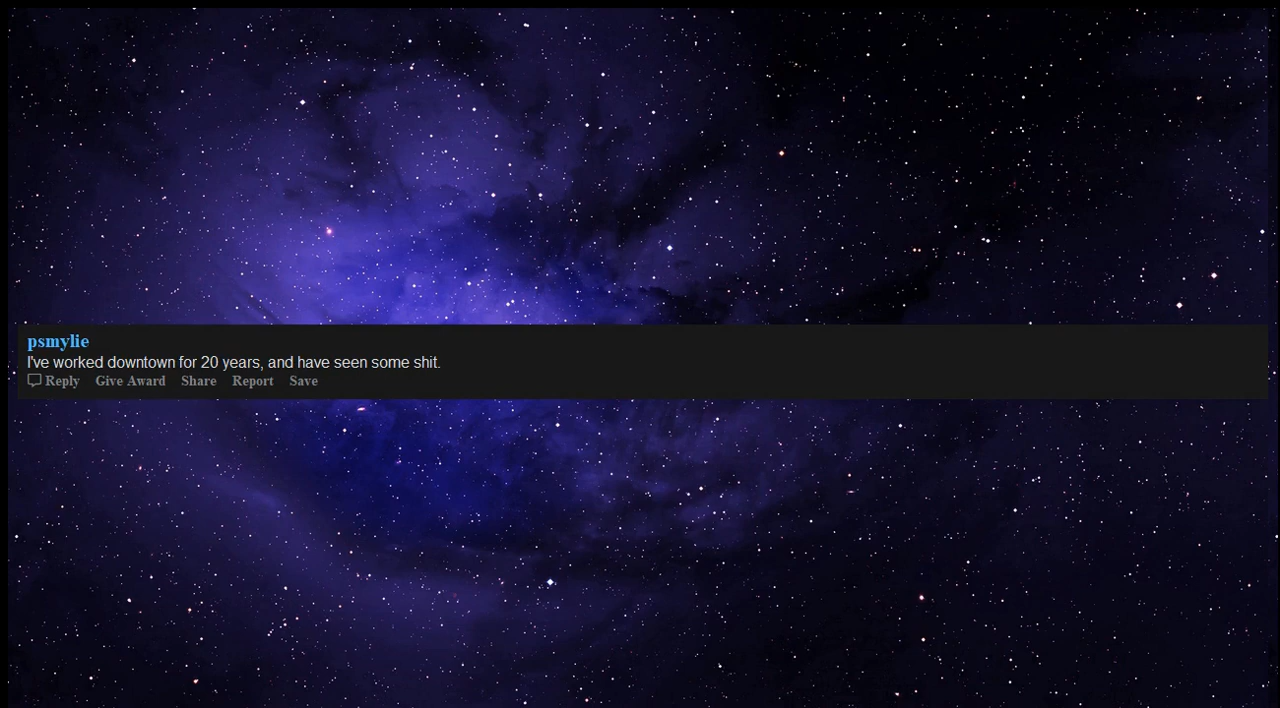 psmylie
I've worked downtown for 20 years, and have seen some shit.
Reply Give Award Share Report Save